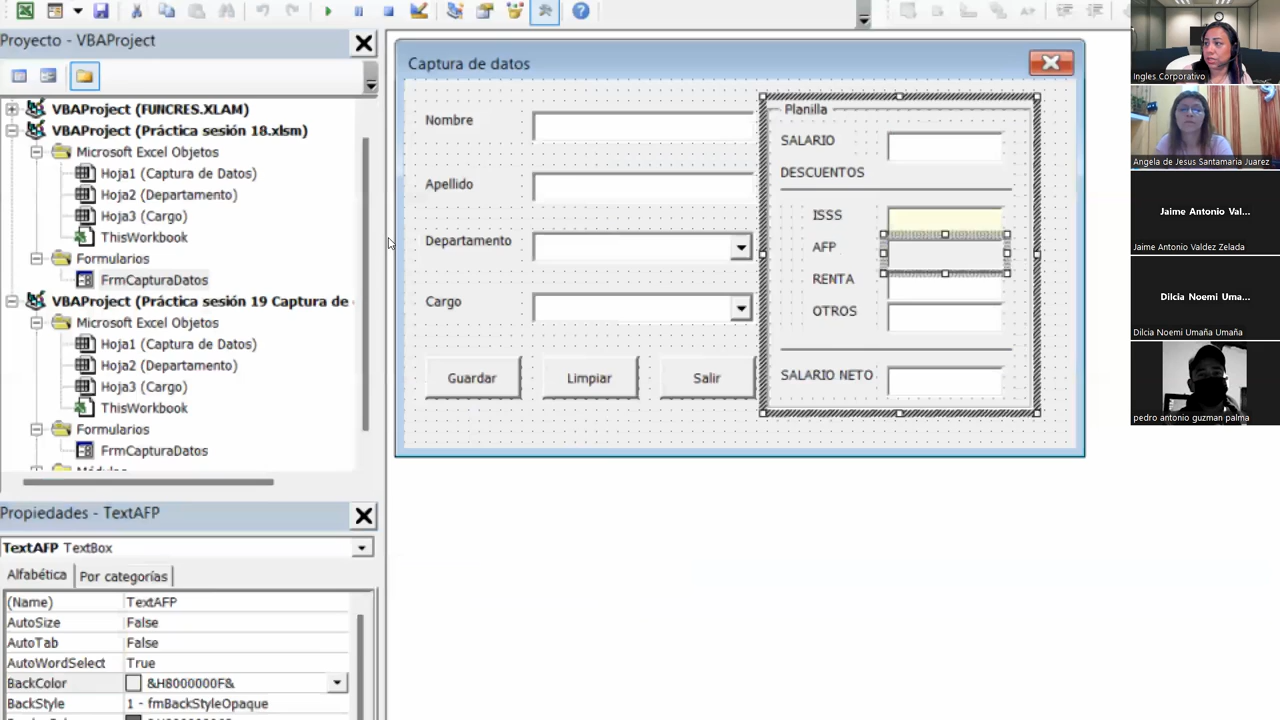 Proyecto - VBAProject
VBAProject (FUNCRES.XLAM)
VBAProject (Práctica sesión 18.xlsm)
Microsoft Excel Objetos
Hoja1 (Captura de Datos)
Hoja2 (Departamento)
Hoja3 (Cargo)
ThisWorkbook
Formularios
FrmCapturaDatos
VBAProject (Práctica sesión 19 Captura de
Microsoft Excel Objetos
Hoja1 (Captura de Datos)
Hoja2 (Departamento)
Hoja3 (Cargo)
ThisWorkbook
Formularios
FrmCapturaDatos
Propiedades - TextAFP
TextAFP TextBox
Alfabética
Por categorías
(Name) TextAFP
AutoSize False
AutoTab False
AutoWordSelect True
BackColor &H8000000F&
BackStyle 1 - fmBackStyleOpaque
Captura de datos
Nombre
Apellido
Departamento
Cargo
Guardar
Limpiar
Salir
Planilla
SALARIO
DESCUENTOS
ISSS
AFP
RENTA
OTROS
SALARIO NETO
Ingles Corporativo
Angela de Jesus Santamaria Juarez
Jaime Antonio Val...
Jaime Antonio Valdez Zelada
Dilcia Noemi Uma...
Dilcia Noemi Umaña Umaña
pedro antonio guzman palma